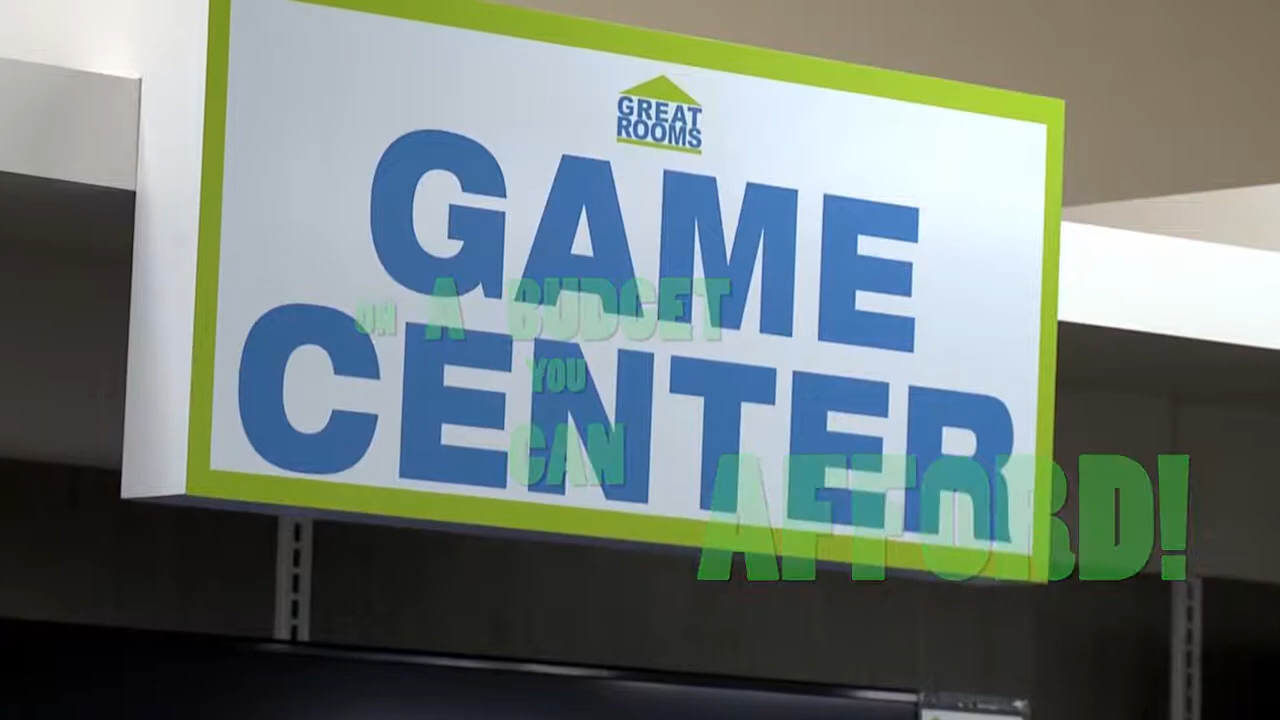 GREAT
ROOMS
GAME
CENTER
ON A BUDGET
YOU
CAN
AFFORD!